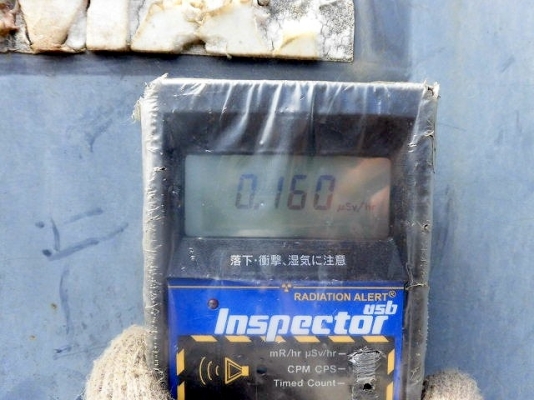 0.160 μSv/hr
落下・衝撃、湿気に注意
RADIATION ALERT®
Inspector usb
mR/hr μSv/hr
CPM CPS
Timed Count